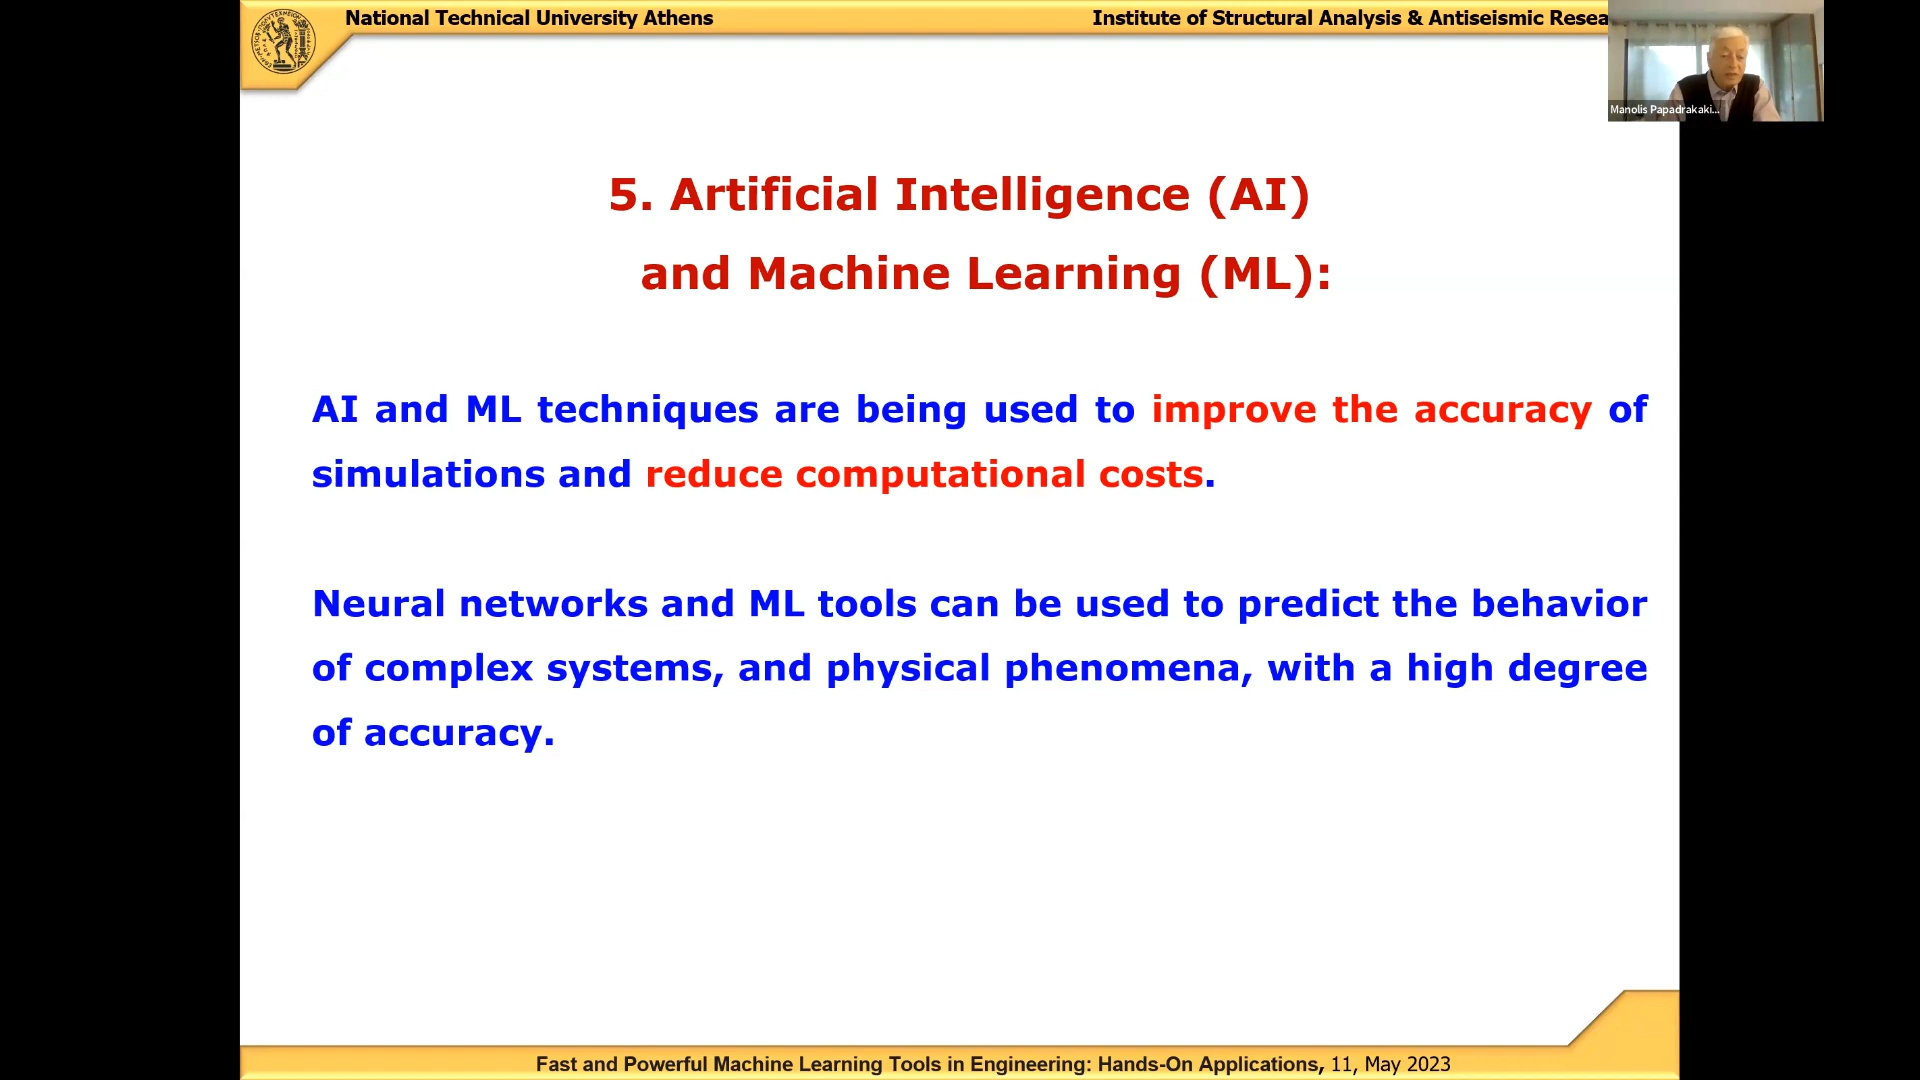 National Technical University Athens
Institute of Structural Analysis & Antiseismic Resea
Manolis Papadrakaki...
5. Artificial Intelligence (AI)
and Machine Learning (ML):
AI and ML techniques are being used to improve the accuracy of
simulations and reduce computational costs.
Neural networks and ML tools can be used to predict the behavior
of complex systems, and physical phenomena, with a high degree
of accuracy.
Fast and Powerful Machine Learning Tools in Engineering: Hands-On Applications, 11, May 2023